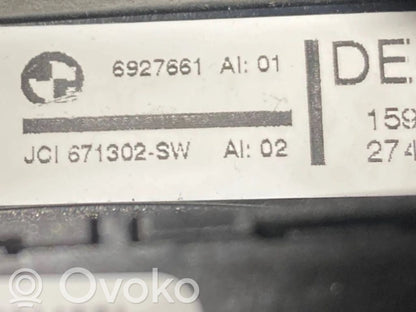 6927661 AI: 01
JCI 671302-SW AI: 02
DE
159
274
Ovoko